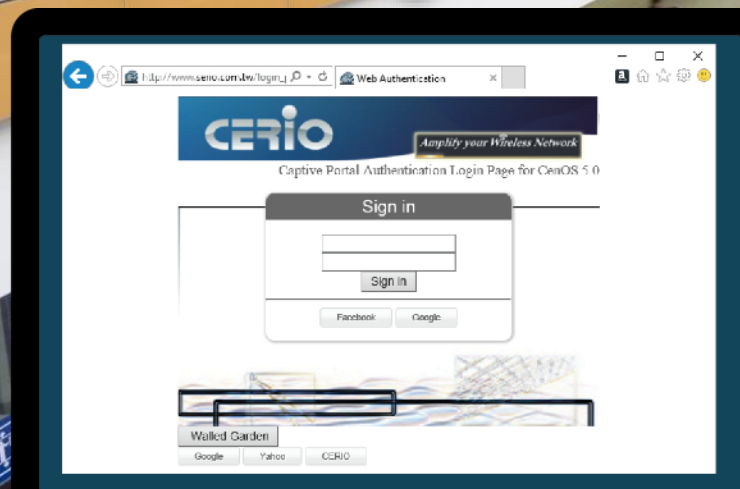 http://www.serio.com.tw/login_ Web Authentication
CERIO
Amplify your Wireless Network
Captive Portal Authentication Login Page for CenOS 5.0
Sign in
Sign in
Facebook Google
Walled Garden
Google Yahoo CERIO